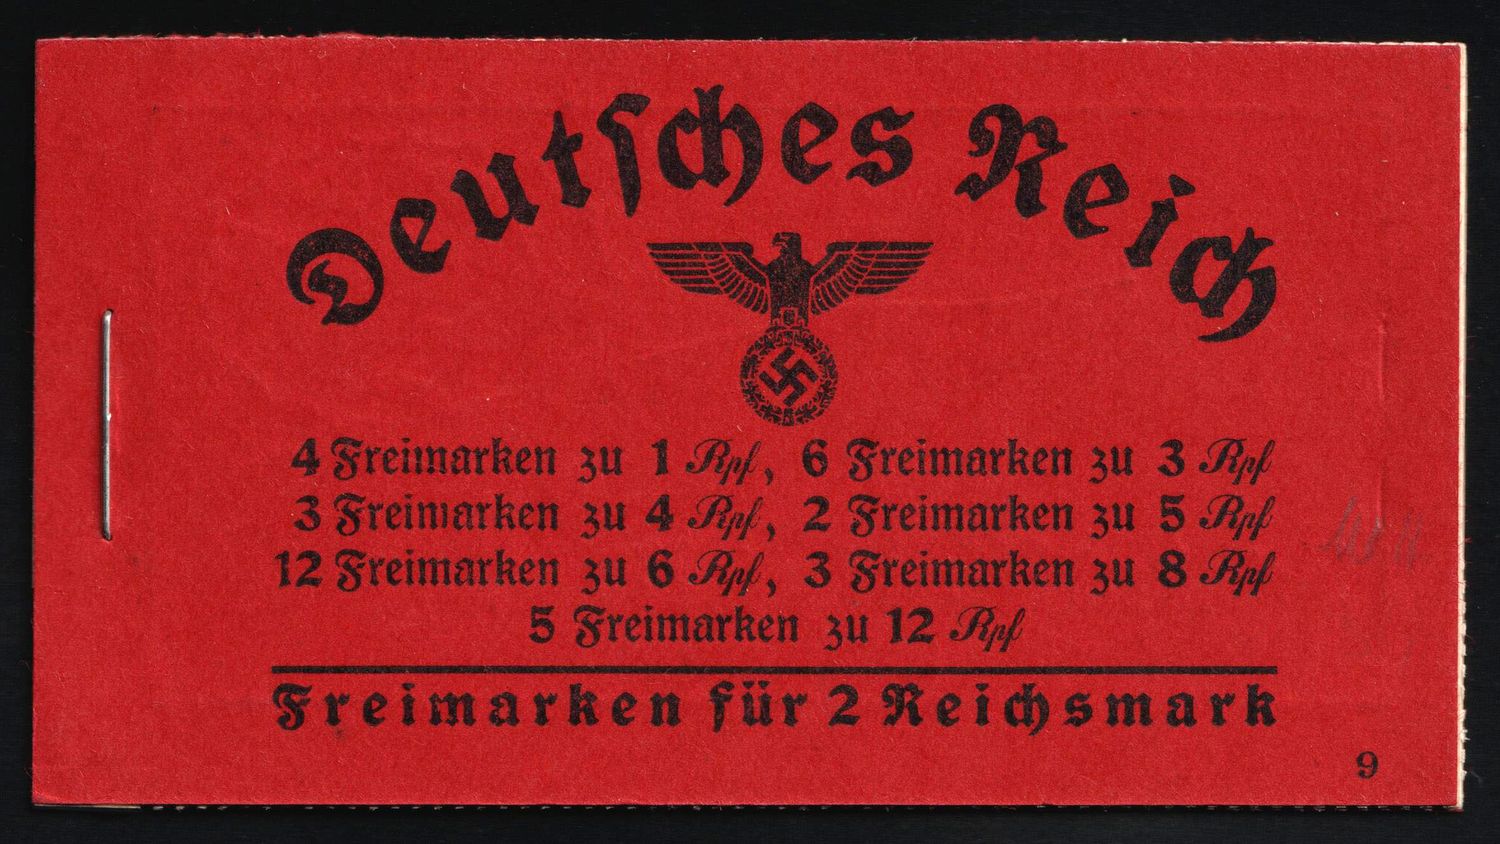 Deutsches Reich
4 Freimarken zu 1 Rpf, 6 Freimarken zu 3 Rpf
3 Freimarken zu 4 Rpf, 2 Freimarken zu 5 Rpf
12 Freimarken zu 6 Rpf, 3 Freimarken zu 8 Rpf
5 Freimarken zu 12 Rpf
Freimarken für 2 Reichsmark
9